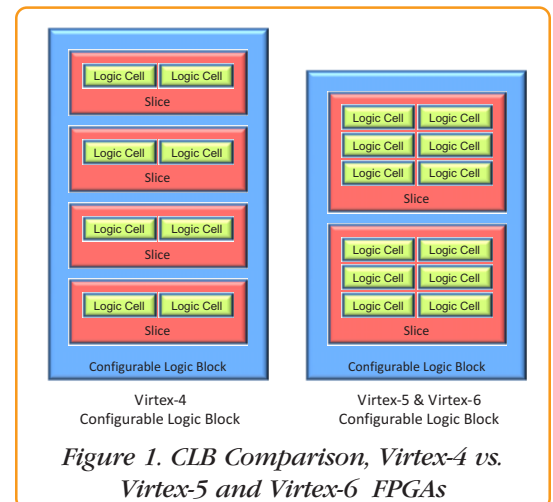 Logic Cell Logic Cell
Slice
Logic Cell Logic Cell
Slice
Logic Cell Logic Cell
Slice
Logic Cell Logic Cell
Slice
Configurable Logic Block
Virtex-4
Configurable Logic Block
Logic Cell Logic Cell
Logic Cell Logic Cell
Logic Cell Logic Cell
Slice
Logic Cell Logic Cell
Logic Cell Logic Cell
Logic Cell Logic Cell
Slice
Configurable Logic Block
Virtex-5 & Virtex-6
Configurable Logic Block
Figure 1. CLB Comparison, Virtex-4 vs.
Virtex-5 and Virtex-6 FPGAs